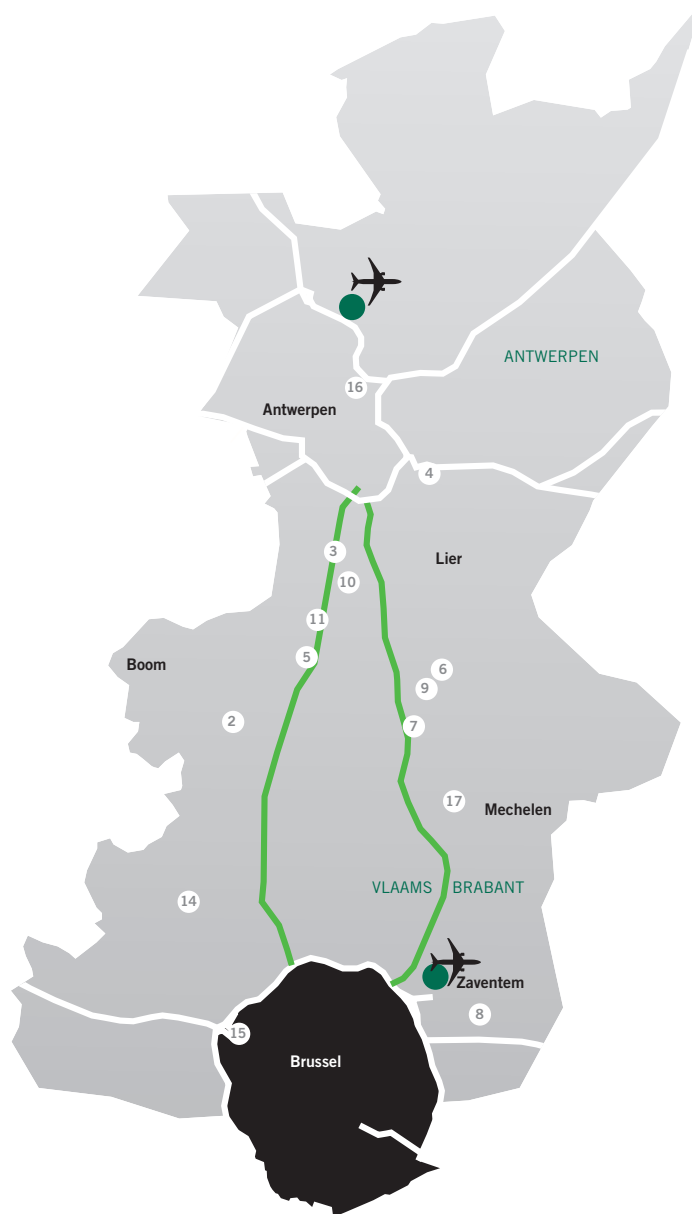 ANTWERPEN
16
Antwerpen
4
3
Lier
10
11
5
Boom
6
9
2
7
17
Mechelen
VLAAMS BRABANT
14
Zaventem
8
15
Brussel